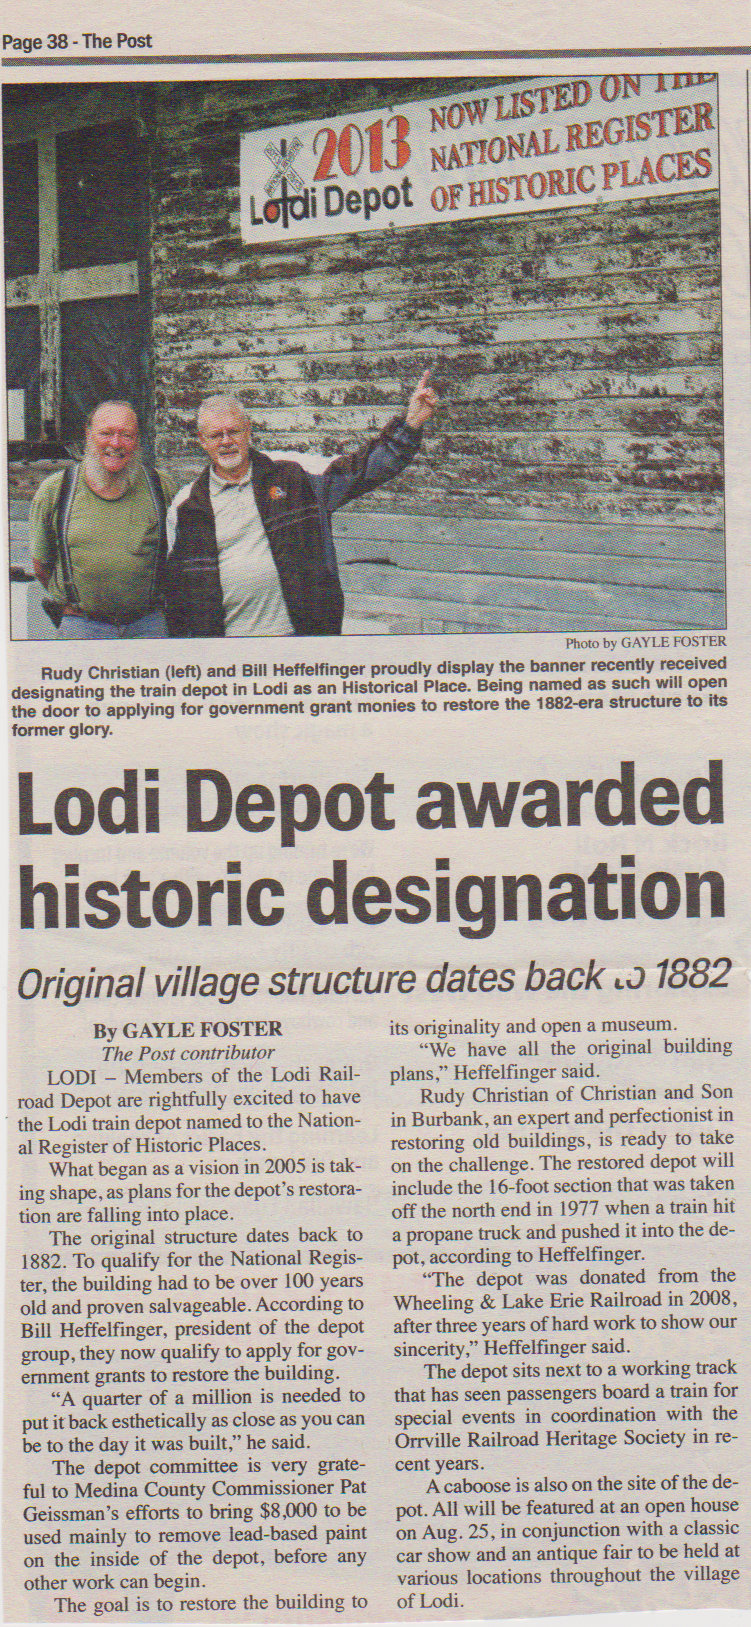 Page 38 - The Post
2013
Lodi Depot
NOW LISTED ON THE
NATIONAL REGISTER
OF HISTORIC PLACES
Photo by GAYLE FOSTER
Rudy Christian (left) and Bill Heffelfinger proudly display the banner recently received
designating the train depot in Lodi as an Historical Place. Being named as such will open
the door to applying for government grant monies to restore the 1882-era structure to its
former glory.
Lodi Depot awarded
historic designation
Original village structure dates back to 1882
By GAYLE FOSTER
The Post contributor
LODI – Members of the Lodi Rail-
road Depot are rightfully excited to have
the Lodi train depot named to the Nation-
al Register of Historic Places.
What began as a vision in 2005 is tak-
ing shape, as plans for the depot's restora-
tion are falling into place.
The original structure dates back to
1882. To qualify for the National Regis-
ter, the building had to be over 100 years
old and proven salvageable. According to
Bill Heffelfinger, president of the depot
group, they now qualify to apply for gov-
ernment grants to restore the building.
"A quarter of a million is needed to
put it back esthetically as close as you can
be to the day it was built," he said.
The depot committee is very grate-
ful to Medina County Commissioner Pat
Geissman's efforts to bring $8,000 to be
used mainly to remove lead-based paint
on the inside of the depot, before any
other work can begin.
The goal is to restore the building to
its originality and open a museum.
"We have all the original building
plans," Heffelfinger said.
Rudy Christian of Christian and Son
in Burbank, an expert and perfectionist in
restoring old buildings, is ready to take
on the challenge. The restored depot will
include the 16-foot section that was taken
off the north end in 1977 when a train hit
a propane truck and pushed it into the de-
pot, according to Heffelfinger.
"The depot was donated from the
Wheeling & Lake Erie Railroad in 2008,
after three years of hard work to show our
sincerity," Heffelfinger said.
The depot sits next to a working track
that has seen passengers board a train for
special events in coordination with the
Orrville Railroad Heritage Society in re-
cent years.
A caboose is also on the site of the de-
pot. All will be featured at an open house
on Aug. 25, in conjunction with a classic
car show and an antique fair to be held at
various locations throughout the village
of Lodi.